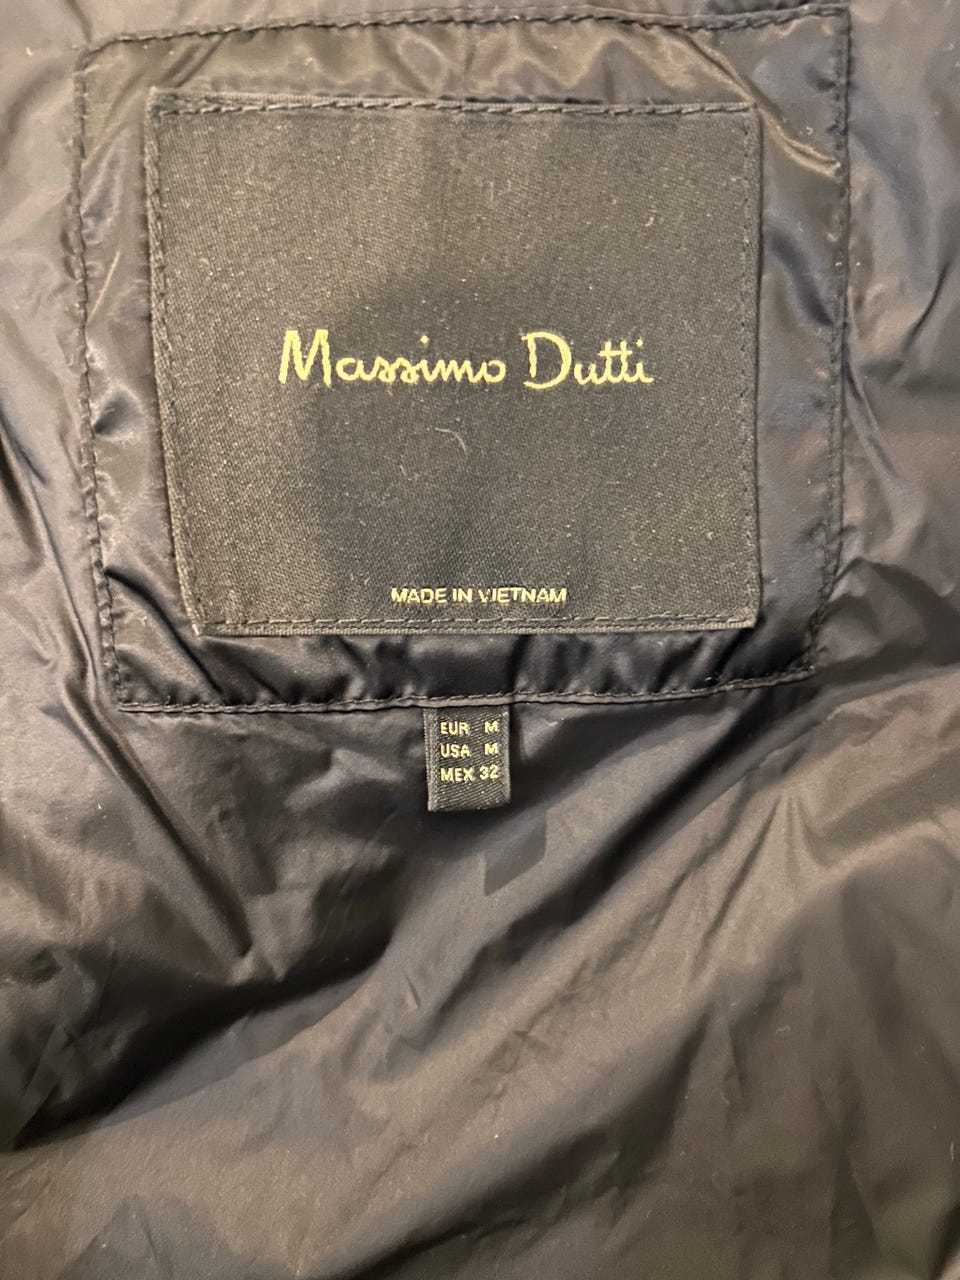 Massimo Dutti
MADE IN VIETNAM
EUR M
USA M
MEX 32